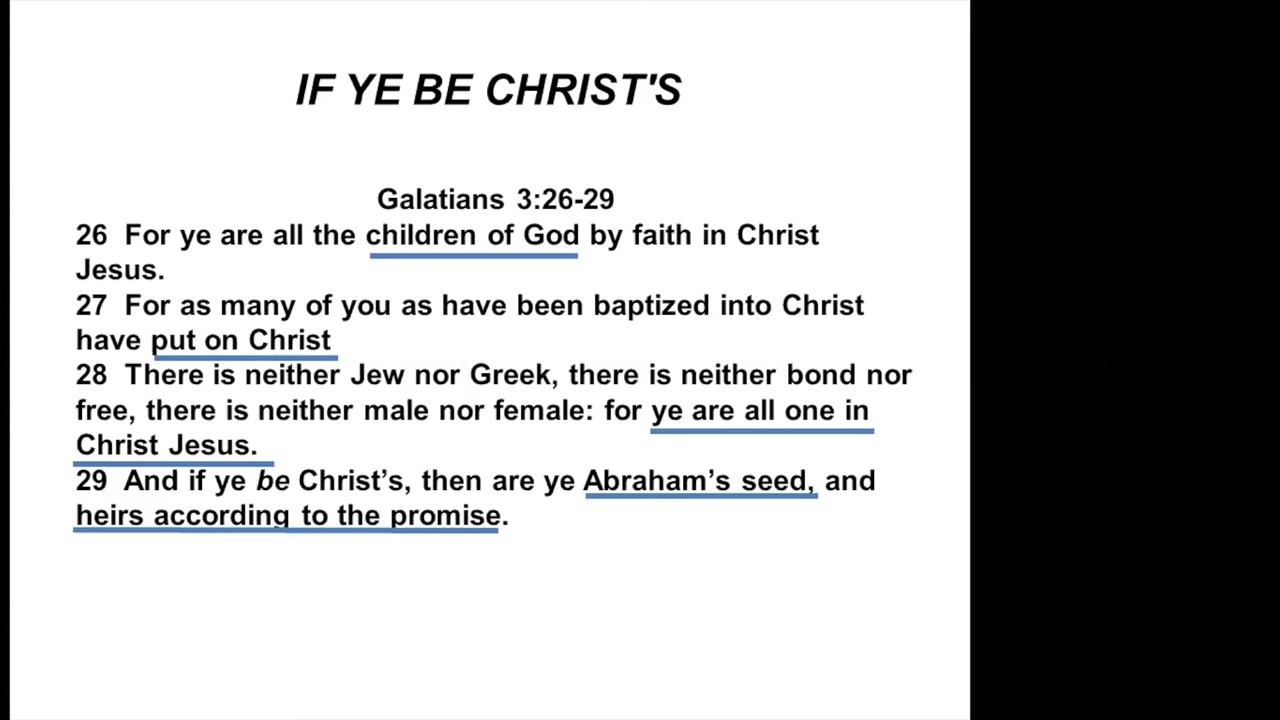 IF YE BE CHRIST'S
Galatians 3:26-29
26 For ye are all the children of God by faith in Christ
Jesus.
27 For as many of you as have been baptized into Christ
have put on Christ
28 There is neither Jew nor Greek, there is neither bond nor
free, there is neither male nor female: for ye are all one in
Christ Jesus.
29 And if ye be Christ’s, then are ye Abraham’s seed, and
heirs according to the promise.